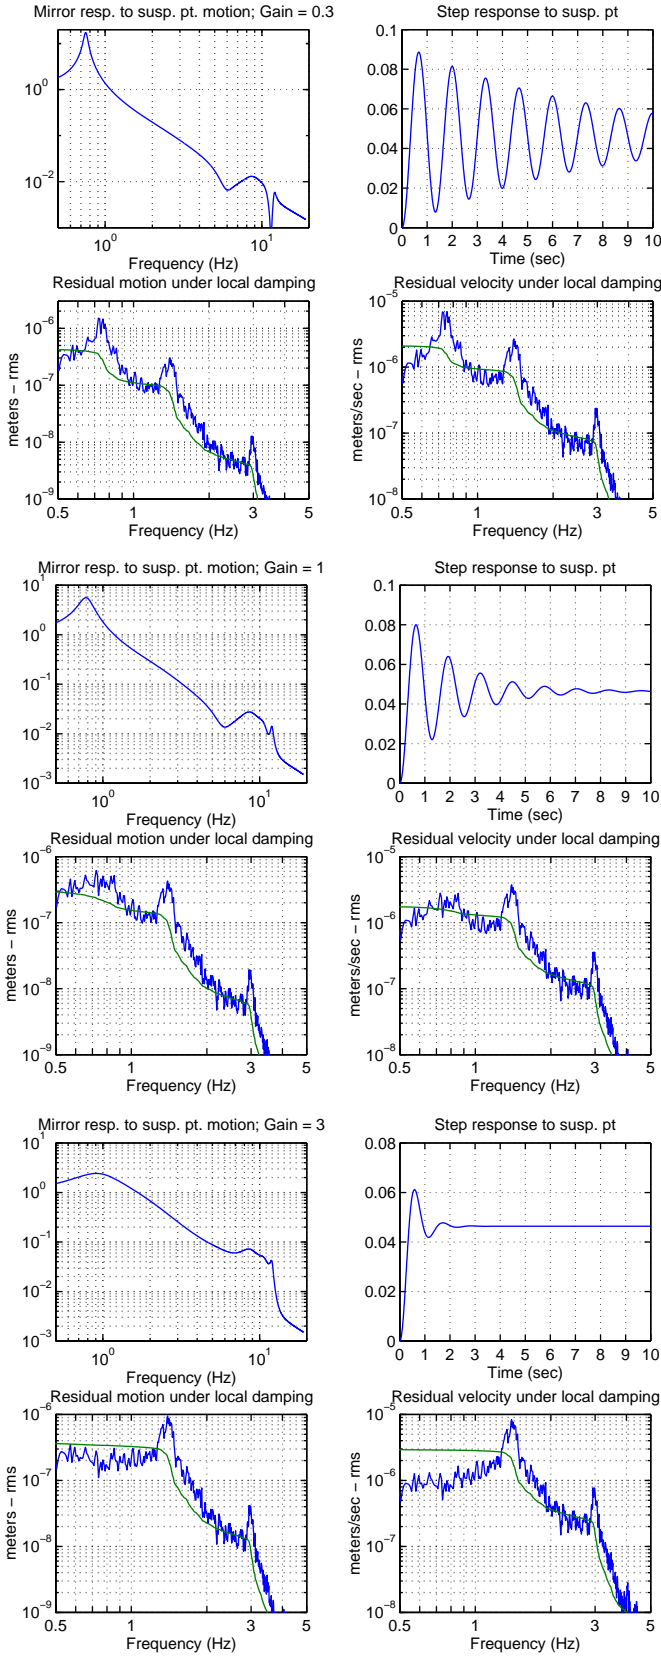 Mirror resp. to susp. pt. motion; Gain = 0.3
Step response to susp. pt
10^0
10^-2
10^0
10^1
Frequency (Hz)
0.1
0.08
0.06
0.04
0.02
0
0 1 2 3 4 5 6 7 8 9 10
Time (sec)
Residual motion under local damping
Residual velocity under local damping
meters − rms
10^-6
10^-7
10^-8
10^-9
0.5 1 3 5
Frequency (Hz)
meters/sec − rms
10^-5
10^-6
10^-7
10^-8
0.5 1 3 5
Frequency (Hz)
Mirror resp. to susp. pt. motion; Gain = 1
Step response to susp. pt
10^1
10^0
10^-1
10^-2
10^-3
10^0
10^1
Frequency (Hz)
0.1
0.08
0.06
0.04
0.02
0
0 1 2 3 4 5 6 7 8 9 10
Time (sec)
Residual motion under local damping
Residual velocity under local damping
meters − rms
10^-6
10^-7
10^-8
10^-9
0.5 1 3 5
Frequency (Hz)
meters/sec − rms
10^-5
10^-6
10^-7
10^-8
0.5 1 3 5
Frequency (Hz)
Mirror resp. to susp. pt. motion; Gain = 3
Step response to susp. pt
10^1
10^0
10^-1
10^-2
10^-3
10^0
10^1
Frequency (Hz)
0.08
0.06
0.04
0.02
0
0 1 2 3 4 5 6 7 8 9 10
Time (sec)
Residual motion under local damping
Residual velocity under local damping
meters − rms
10^-6
10^-7
10^-8
10^-9
0.5 1 3 5
Frequency (Hz)
meters/sec − rms
10^-5
10^-6
10^-7
10^-8
0.5 1 3 5
Frequency (Hz)